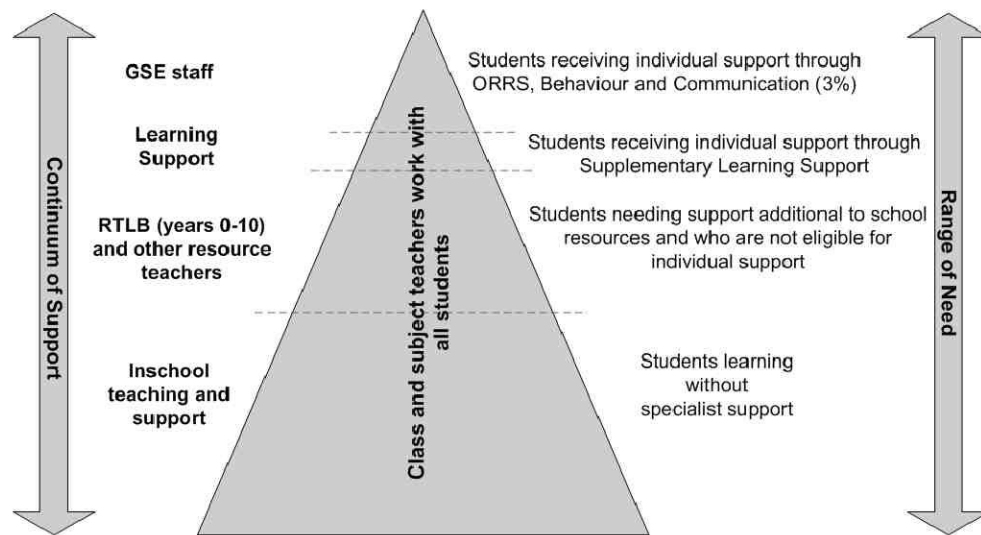 Continuum of Support
GSE staff
Learning
Support
RTLB (years 0-10)
and other resource
teachers
Inschool
teaching and
support
Class and subject teachers work with
all students
Students receiving individual support through
ORRS, Behaviour and Communication (3%)
Students receiving individual support through
Supplementary Learning Support
Students needing support additional to school
resources and who are not eligible for
individual support
Students learning
without
specialist support
Range of Need